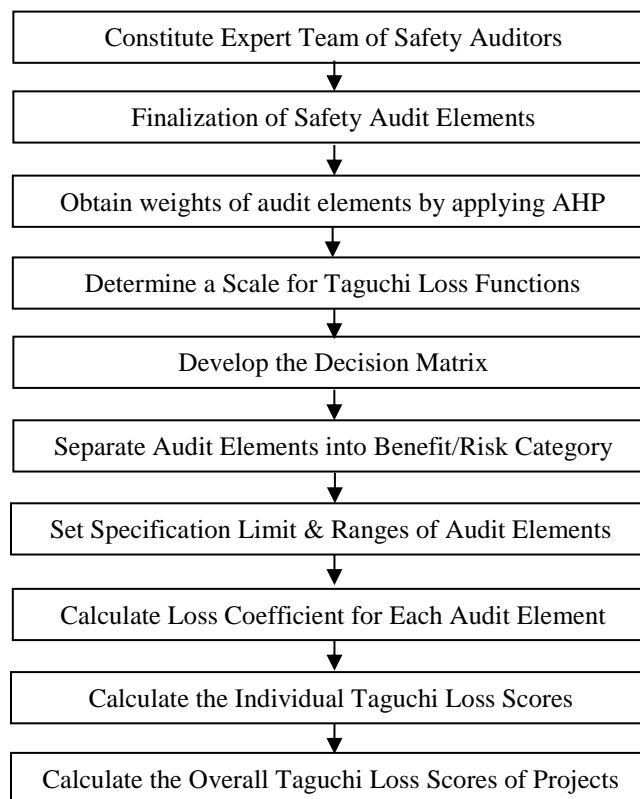 Constitute Expert Team of Safety Auditors
Finalization of Safety Audit Elements
Obtain weights of audit elements by applying AHP
Determine a Scale for Taguchi Loss Functions
Develop the Decision Matrix
Separate Audit Elements into Benefit/Risk Category
Set Specification Limit & Ranges of Audit Elements
Calculate Loss Coefficient for Each Audit Element
Calculate the Individual Taguchi Loss Scores
Calculate the Overall Taguchi Loss Scores of Projects